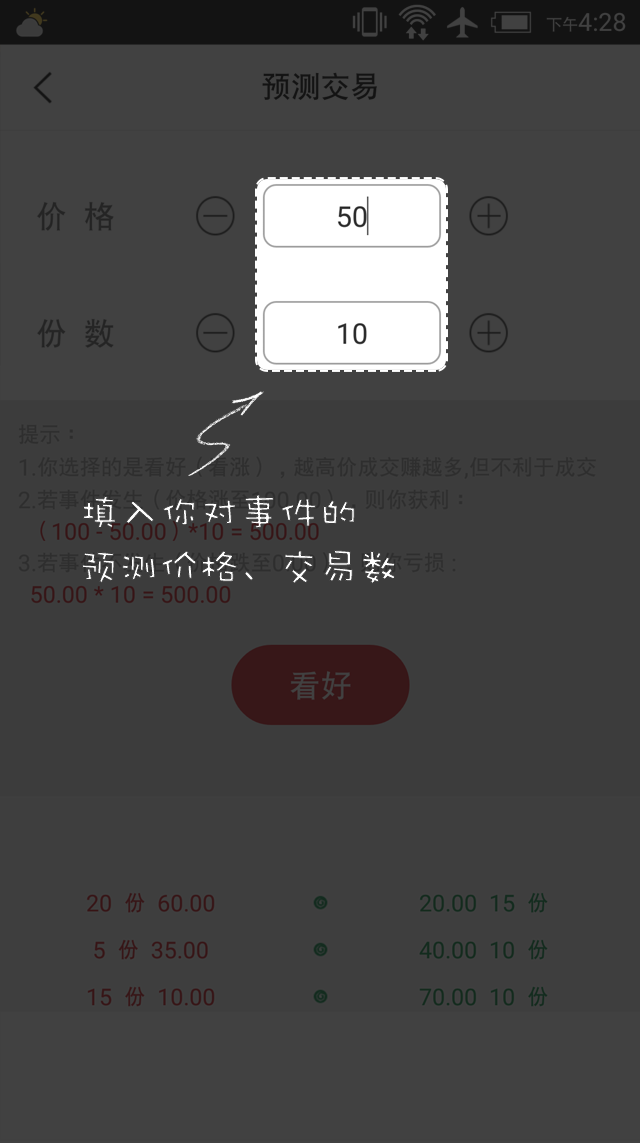 下午4:28
预测交易
价 格
50
份 数
10
提示：
1.你选择的是看好（看涨），越高价成交赚越多,但不利于成交
2.若事件发生（价格涨至100.00），则你获利：
（100 - 50.00）*10 = 500.00
填入你对事件的
3.若事
跌至0
你亏损：
预测价格、交易数
50.00 * 10 = 500.00
看好
20 份 60.00 20.00 15 份
5 份 35.00 40.00 10 份
15 份 10.00 70.00 10 份